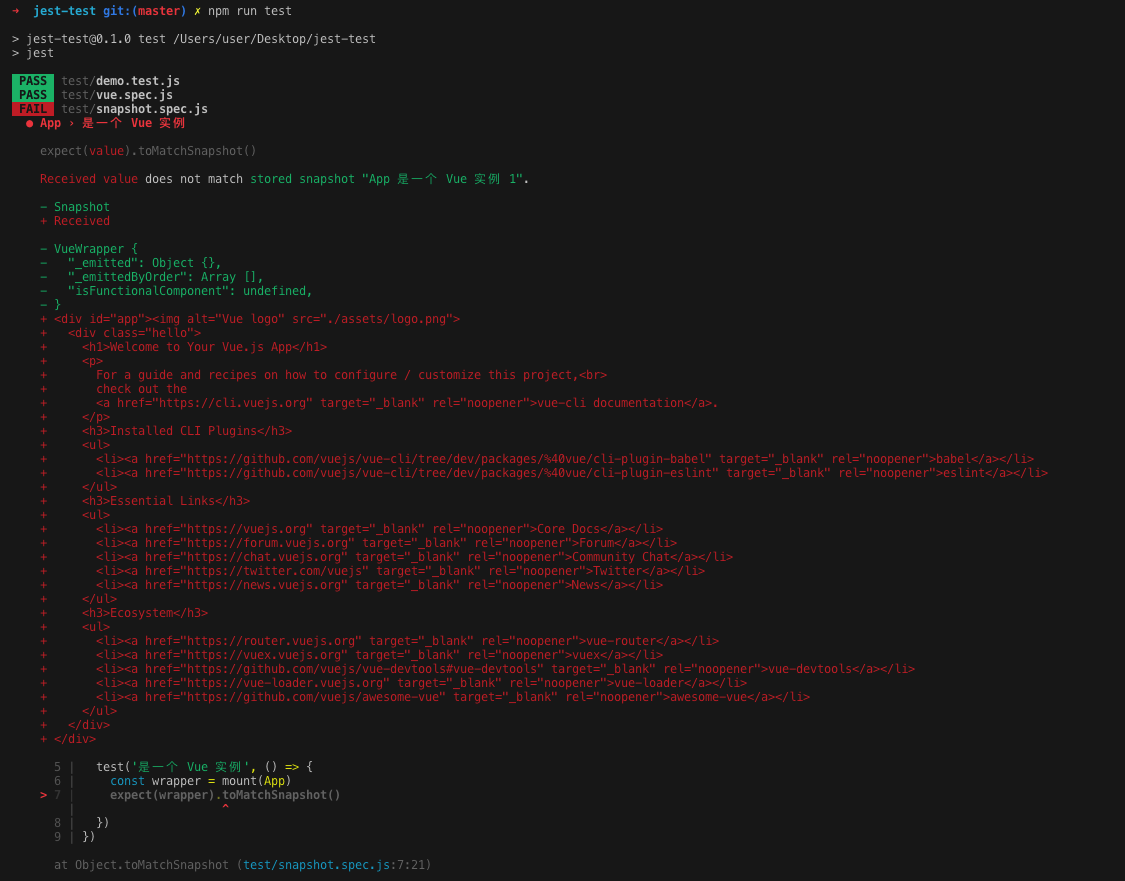 ➜  jest-test git:(master) ✗ npm run test
> jest-test@0.1.0 test /Users/user/Desktop/jest-test
> jest
PASS  test/demo.test.js
PASS  test/vue.spec.js
FAIL  test/snapshot.spec.js
● App › 是一个 Vue 实例
expect(value).toMatchSnapshot()
Received value does not match stored snapshot "App 是一个 Vue 实例 1".
- Snapshot
+ Received
- VueWrapper {
-   "_emitted": Object {},
-   "_emittedByOrder": Array [],
-   "isFunctionalComponent": undefined,
- }
+ <div id="app"><img alt="Vue logo" src="./assets/logo.png">
+   <div class="hello">
+     <h1>Welcome to Your Vue.js App</h1>
+     <p>
+       For a guide and recipes on how to configure / customize this project,<br>
+       check out the
+       <a href="https://cli.vuejs.org" target="_blank" rel="noopener">vue-cli documentation</a>.
+     </p>
+     <h3>Installed CLI Plugins</h3>
+     <ul>
+       <li><a href="https://github.com/vuejs/vue-cli/tree/dev/packages/%40vue/cli-plugin-babel" target="_blank" rel="noopener">babel</a></li>
+       <li><a href="https://github.com/vuejs/vue-cli/tree/dev/packages/%40vue/cli-plugin-eslint" target="_blank" rel="noopener">eslint</a></li>
+     </ul>
+     <h3>Essential Links</h3>
+     <ul>
+       <li><a href="https://vuejs.org" target="_blank" rel="noopener">Core Docs</a></li>
+       <li><a href="https://forum.vuejs.org" target="_blank" rel="noopener">Forum</a></li>
+       <li><a href="https://chat.vuejs.org" target="_blank" rel="noopener">Community Chat</a></li>
+       <li><a href="https://twitter.com/vuejs" target="_blank" rel="noopener">Twitter</a></li>
+       <li><a href="https://news.vuejs.org" target="_blank" rel="noopener">News</a></li>
+     </ul>
+     <h3>Ecosystem</h3>
+     <ul>
+       <li><a href="https://router.vuejs.org" target="_blank" rel="noopener">vue-router</a></li>
+       <li><a href="https://vuex.vuejs.org" target="_blank" rel="noopener">vuex</a></li>
+       <li><a href="https://github.com/vuejs/vue-devtools#vue-devtools" target="_blank" rel="noopener">vue-devtools</a></li>
+       <li><a href="https://vue-loader.vuejs.org" target="_blank" rel="noopener">vue-loader</a></li>
+       <li><a href="https://github.com/vuejs/awesome-vue" target="_blank" rel="noopener">awesome-vue</a></li>
+     </ul>
+   </div>
+ </div>
5 |   test('是一个 Vue 实例', () => {
6 |     const wrapper = mount(App)
> 7 |     expect(wrapper).toMatchSnapshot()
|                     ^
8 |   })
9 | })
at Object.toMatchSnapshot (test/snapshot.spec.js:7:21)